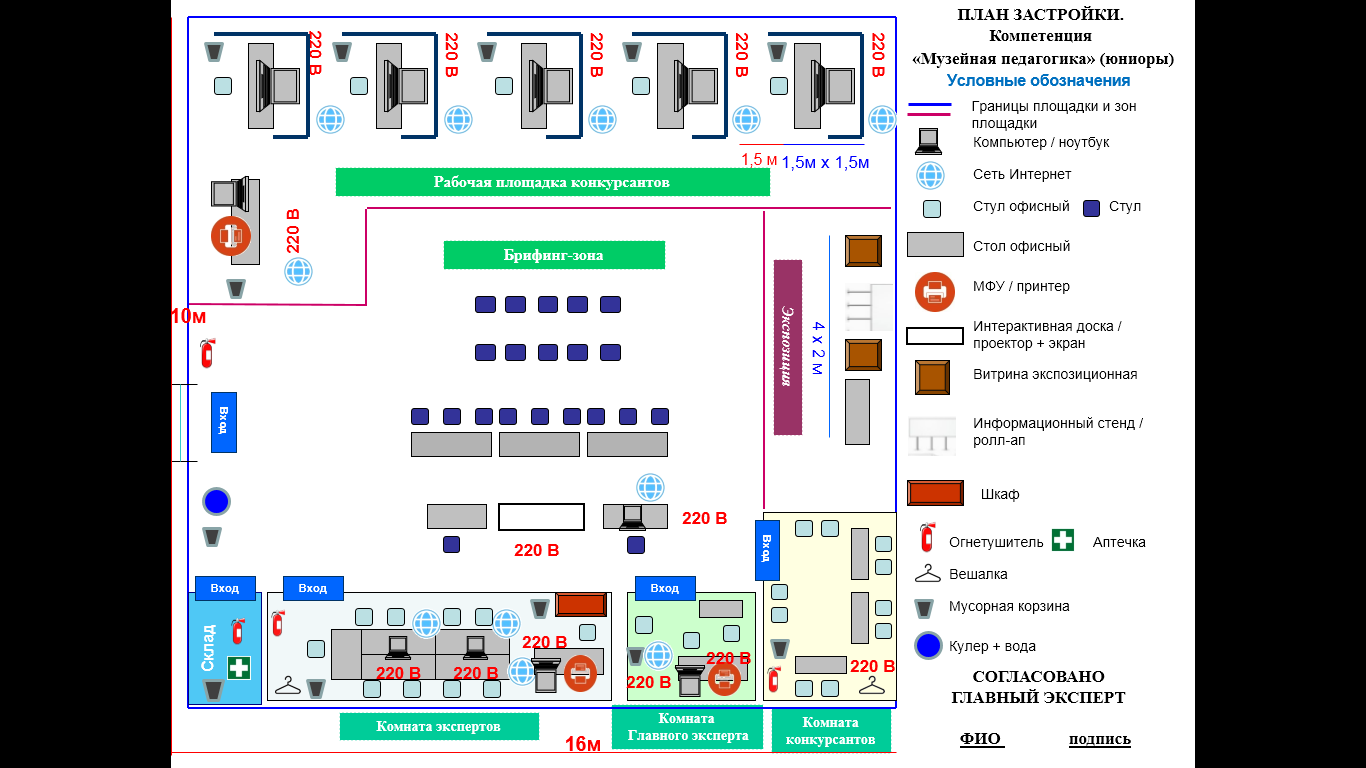 ПЛАН ЗАСТРОЙКИ.
Компетенция
«Музейная педагогика» (юниоры)
Условные обозначения
Границы площадки и зон
площадки
Компьютер / ноутбук
Сеть Интернет
Стул офисный
Стул
Стол офисный
МФУ / принтер
Интерактивная доска /
проектор + экран
Витрина экспозиционная
Информационный стенд /
ролл-ап
Шкаф
Огнетушитель
Аптечка
Вешалка
Мусорная корзина
Кулер + вода
СОГЛАСОВАНО
ГЛАВНЫЙ ЭКСПЕРТ
ФИО
подпись
220 В
220 В
220 В
220 В
220 В
1,5 м
1,5м х 1,5м
Рабочая площадка конкурсантов
220 В
Брифинг-зона
10м
Экспозиция
4 х 2 м
Вход
220 В
220 В
Вход
Вход
Вход
Вход
Склад
220 В
220 В
220 В
220 В
220 В
220 В
Комната экспертов
Комната
Главного эксперта
Комната
конкурсантов
16м